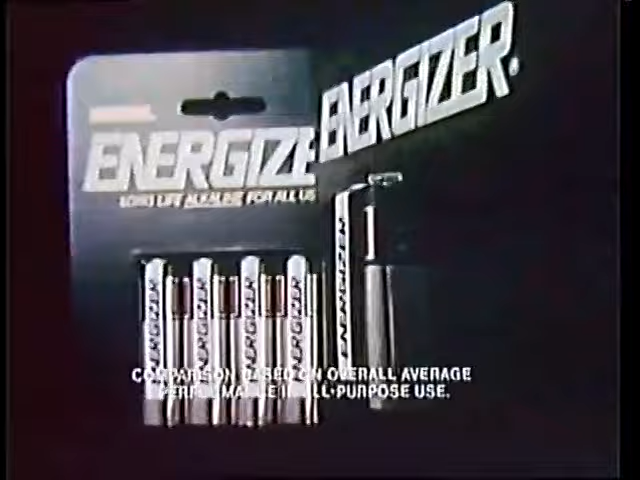 ENERGIZER.
ENERGIZE
LONG LIFE ALKALINE FOR ALL US
ENERGIZER
ENERGIZER
ENERGIZER
ENERGIZER
ENERGIZER
COMPARISON BASED ON OVERALL AVERAGE
PERFORMANCE IN ALL-PURPOSE USE.